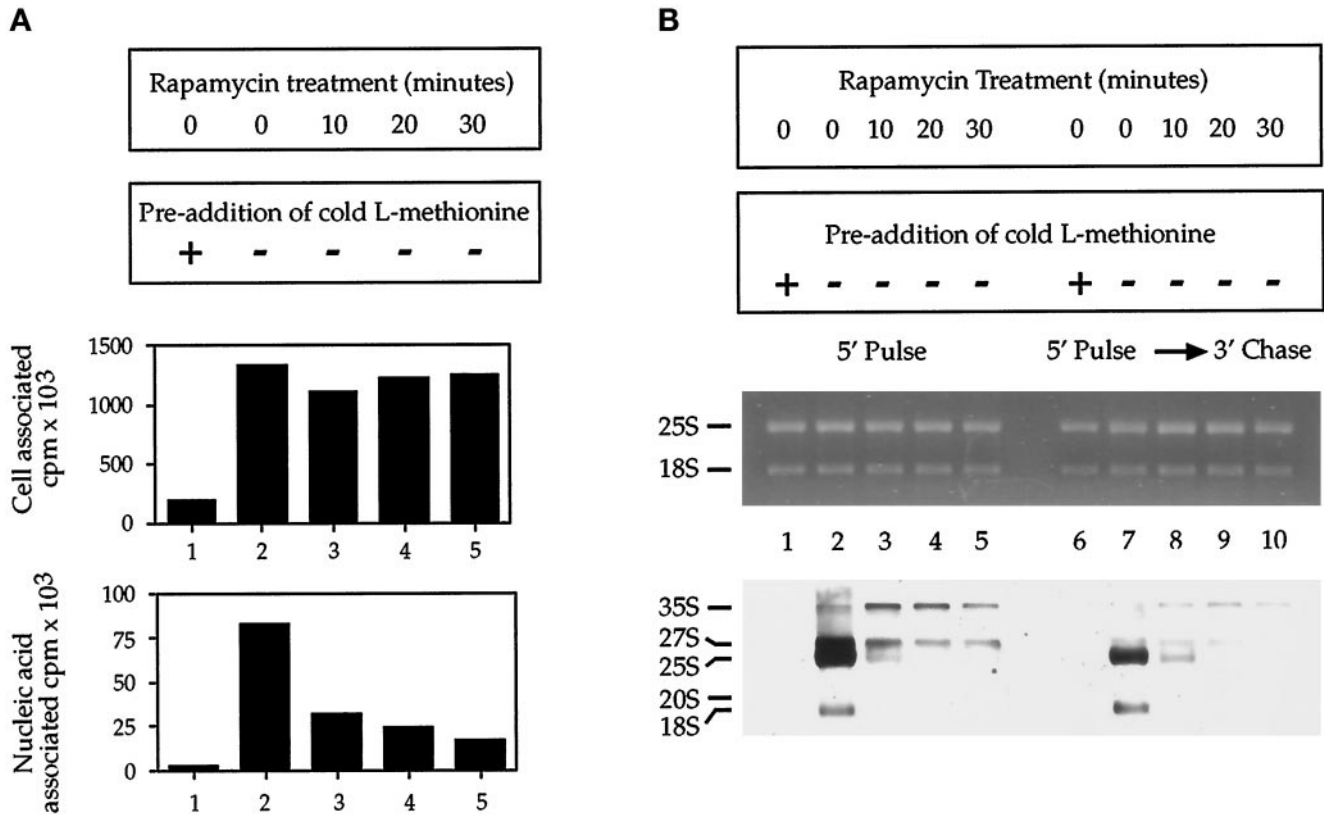 A
Rapamycin treatment (minutes)
0 0 10 20 30
Pre-addition of cold L-methionine
+ - - - -
Cell associated
cpm x 103
1500
1000
500
0
1 2 3 4 5
Nucleic acid
associated cpm x 103
100
75
50
25
0
1 2 3 4 5
B
Rapamycin Treatment (minutes)
0 0 10 20 30 0 0 10 20 30
Pre-addition of cold L-methionine
+ - - - - + - - - -
5′ Pulse 5′ Pulse → 3′ Chase
25S
18S
1 2 3 4 5 6 7 8 9 10
35S
27S
25S
20S
18S